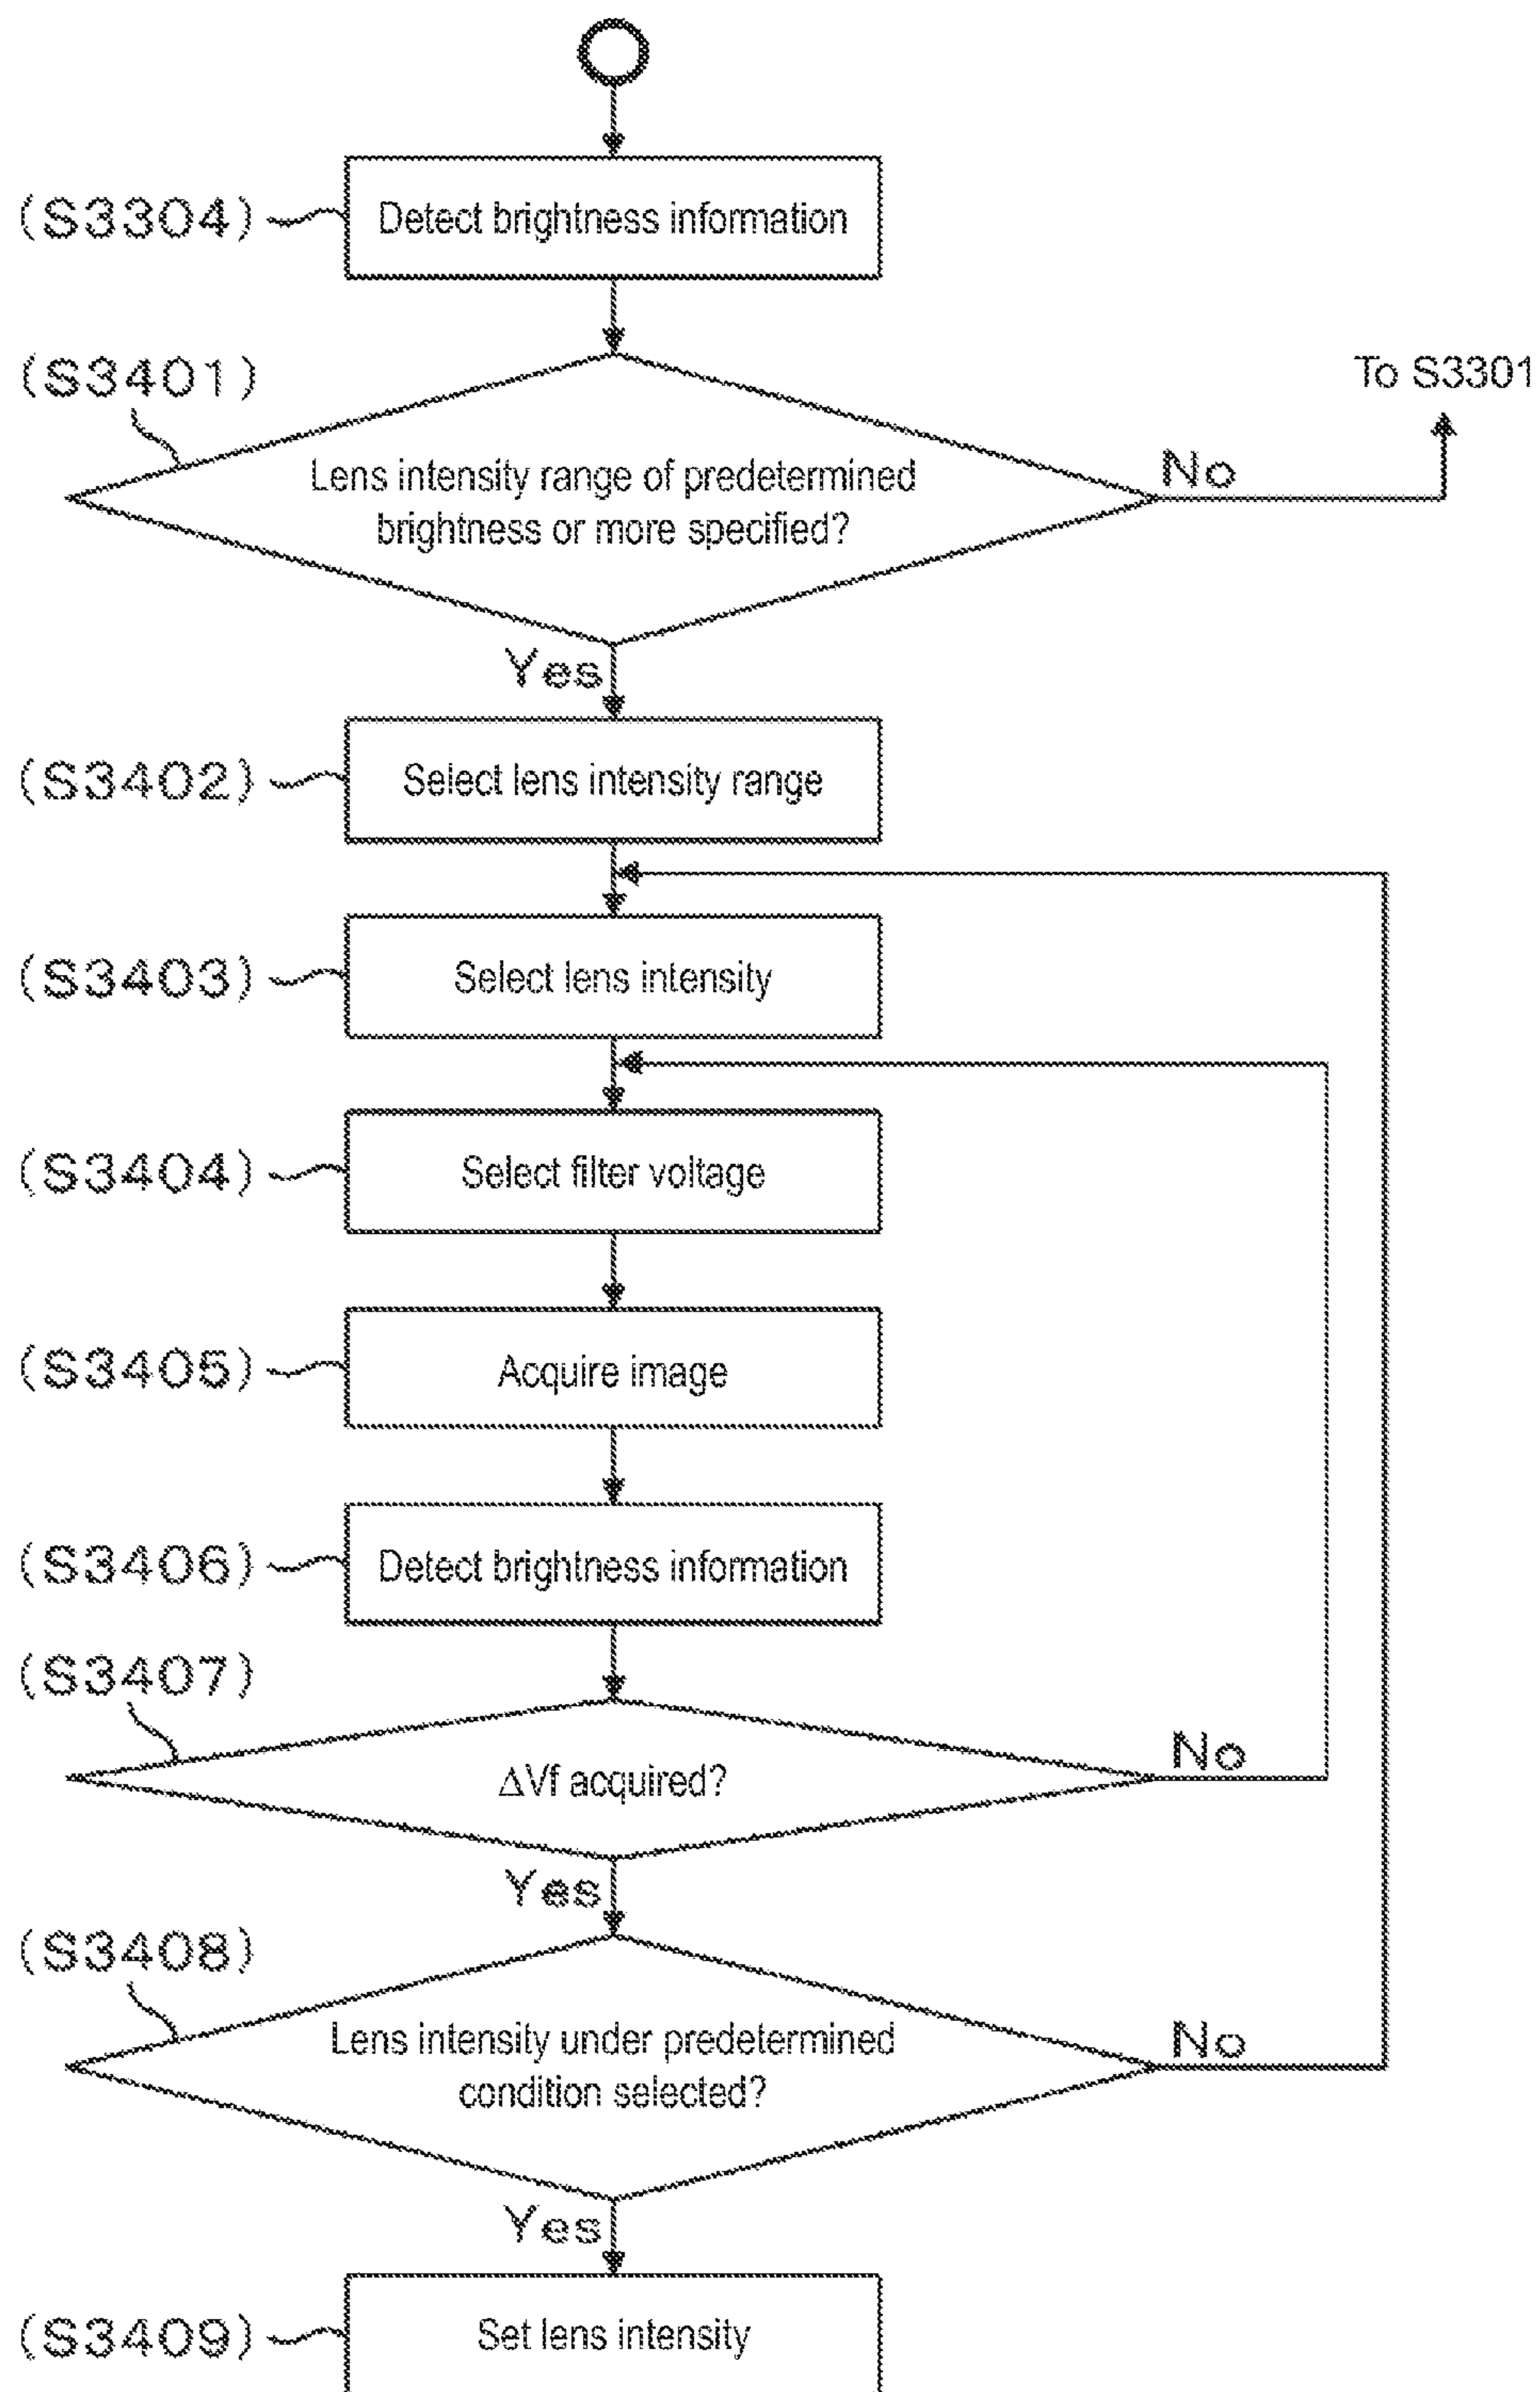 (S3304)
Detect brightness information
(S3401)
To S3301
Lens intensity range of predetermined
brightness or more specified?
No
Yes
(S3402)
Select lens intensity range
(S3403)
Select lens intensity
(S3404)
Select filter voltage
(S3405)
Acquire image
(S3406)
Detect brightness information
(S3407)
ΔVf acquired?
No
Yes
(S3408)
Lens intensity under predetermined
condition selected?
No
Yes
(S3409)
Set lens intensity